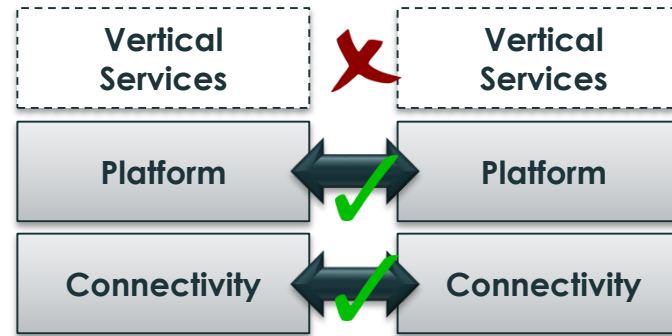 Vertical
Services
Vertical
Services
Platform
Platform
Connectivity
Connectivity